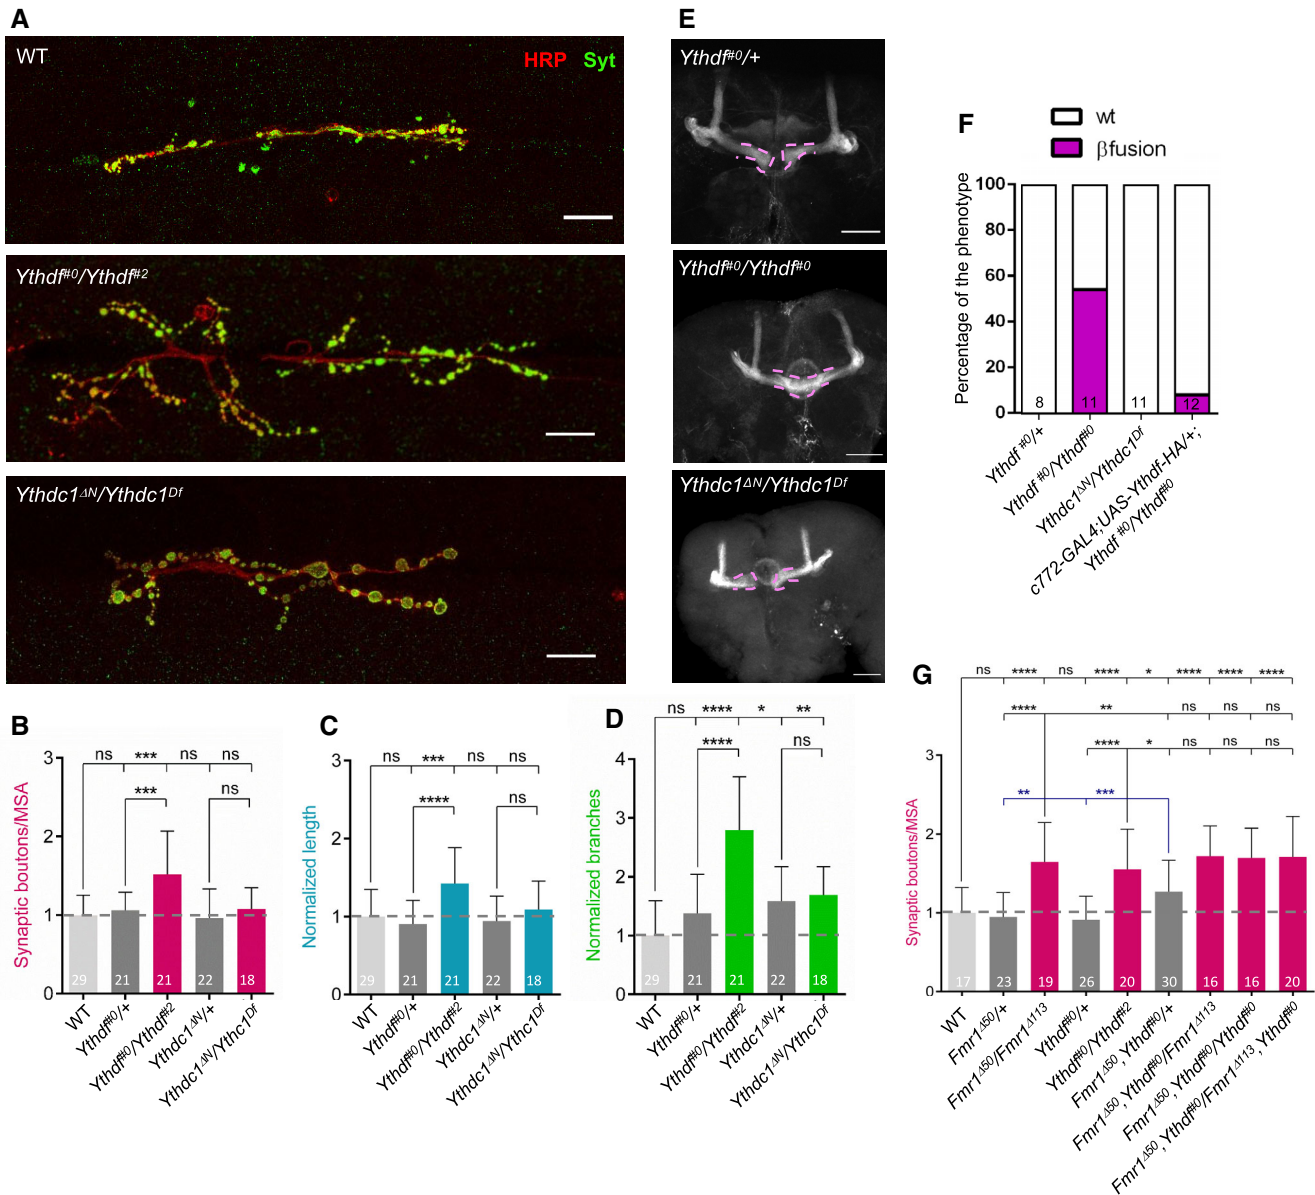 A
WT
HRP Syt
Ythdf#0/Ythdf#2
Ythdc1ΔN/Ythdc1Df
E
Ythdf#0/+
Ythdf#0/Ythdf#0
Ythdc1ΔN/Ythdc1Df
F
wt
βfusion
Percentage of the phenotype
100
80
60
40
20
0
8
11
11
12
Ythdf #0/+
Ythdf #0/Ythdf#0
Ythdc1ΔN/Ythdc1Df
c772-GAL4;UAS-Ythdf-HA/+;
Ythdf #0/Ythdf#0
B
Synaptic boutons/MSA
ns *** ns ns
*** ns
3
2
1
0
29 21 21 22 18
WT
Ythdf#0/+
Ythdf#0/Ythdf#2
Ythdc1ΔN/+
Ythdc1ΔN/Ythc1Df
C
Normalized length
ns *** ns ns
**** ns
3
2
1
0
29 21 21 22 18
WT
Ythdf#0/+
Ythdf#0/Ythdf#2
Ythdc1ΔN/+
Ythdc1ΔN/Ythc1Df
D
Normalized branches
ns **** * **
**** ns
4
3
2
1
0
29 21 21 22 18
WT
Ythdf#0/+
Ythdf#0/Ythdf#2
Ythdc1ΔN/+
Ythdc1ΔN/Ythc1Df
G
Synaptic boutons/MSA
ns **** ns **** * **** **** ****
**** ** ns ns ns
**** * ns ns ns
** ***
3
2
1
0
17 23 19 26 20 30 16 16 20
WT
Fmr1Δ50/+
Fmr1Δ50/Fmr1Δ113
Ythdf#0/+
Ythdf#0/Ythdf#2
Fmr1Δ50, Ythdf#0/+
Fmr1Δ50, Ythdf#0/Fmr1Δ113
Fmr1Δ50, Ythdf#0/Ythdf#0
Fmr1Δ50, Ythdf#0/Fmr1Δ113, Ythdf#0